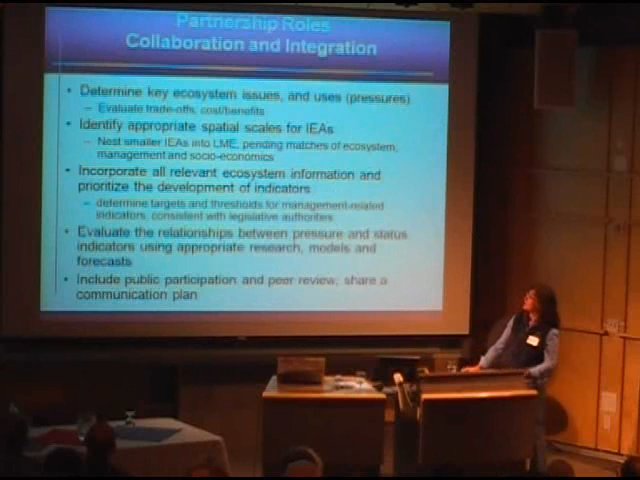 Partnership Roles
Collaboration and Integration
• Determine key ecosystem issues, and uses (pressures)
– Evaluate trade-offs, cost/benefits
• Identify appropriate spatial scales for IEAs
– Nest smaller IEAs into LME, pending matches of ecosystem,
management and socio-economics
• Incorporate all relevant ecosystem information and
prioritize the development of indicators
– determine targets and thresholds for management-related
indicators, consistent with legislative authorities
• Evaluate the relationships between pressure and status
indicators using appropriate research, models and
forecasts
• Include public participation and peer review; share a
communication plan